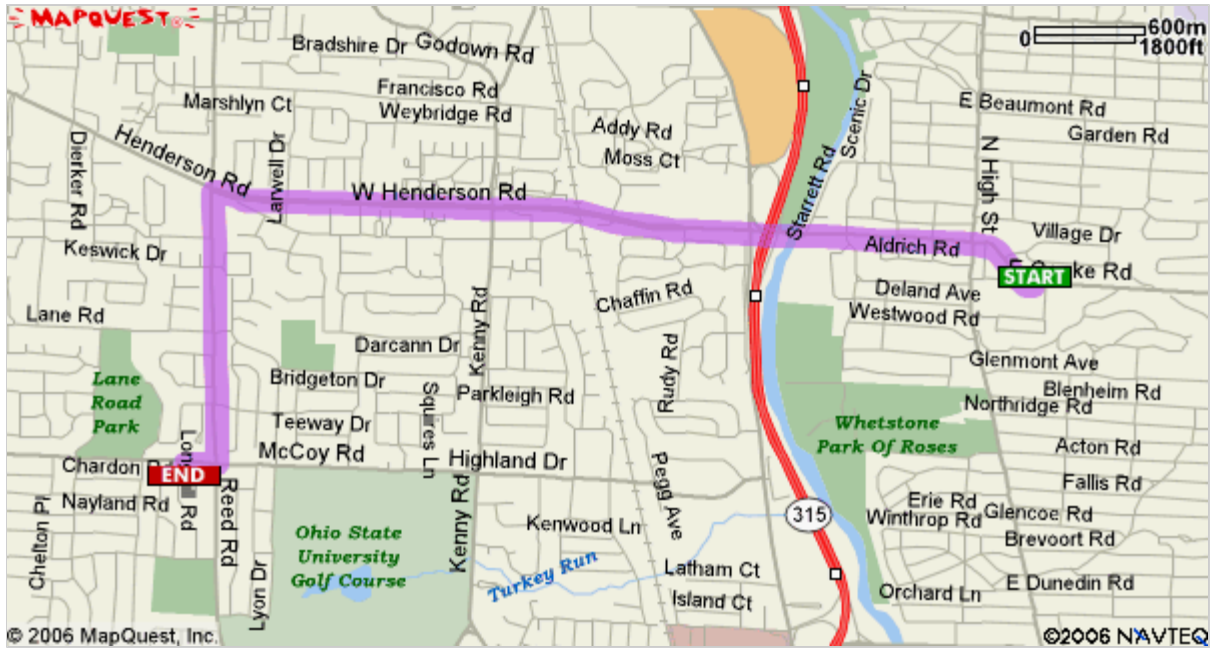 MAPQUEST®
Bradshire Dr
Godown Rd
0
600m
1800ft
Francisco Rd
Marshlyn Ct
Weybridge Rd
Scenic Dr
E Beaumont Rd
Garden Rd
Addy Rd
Moss Ct
Dierker Rd
Henderson Rd
Larwell Dr
W Henderson Rd
N High St
Starrett Rd
Village Dr
Keswick Dr
Aldrich Rd
START
ke Rd
Chaffin Rd
Deland Ave
Westwood Rd
Lane Rd
Kenny Rd
Darcann Dr
Rudy Rd
Glenmont Ave
Lane
Road
Park
Bridgeton Dr
Squires Ln
Parkleigh Rd
Blenheim Rd
Northridge Rd
Teeway Dr
Whetstone
Park Of Roses
McCoy Rd
Highland Dr
Acton Rd
Chardon
END
Pegg Ave
Fallis Rd
Nayland Rd
Rd
Reed Rd
Kenny Rd
Erie Rd
Glencoe Rd
Winthrop Rd
315
Kenwood Ln
Brevoort Rd
Chelton Pl
Ohio State
University
Golf Course
Lyon Dr
Turkey Run
Latham Ct
Island Ct
E Dunedin Rd
Orchard Ln
© 2006 MapQuest, Inc.
©2006 NAVTEQ